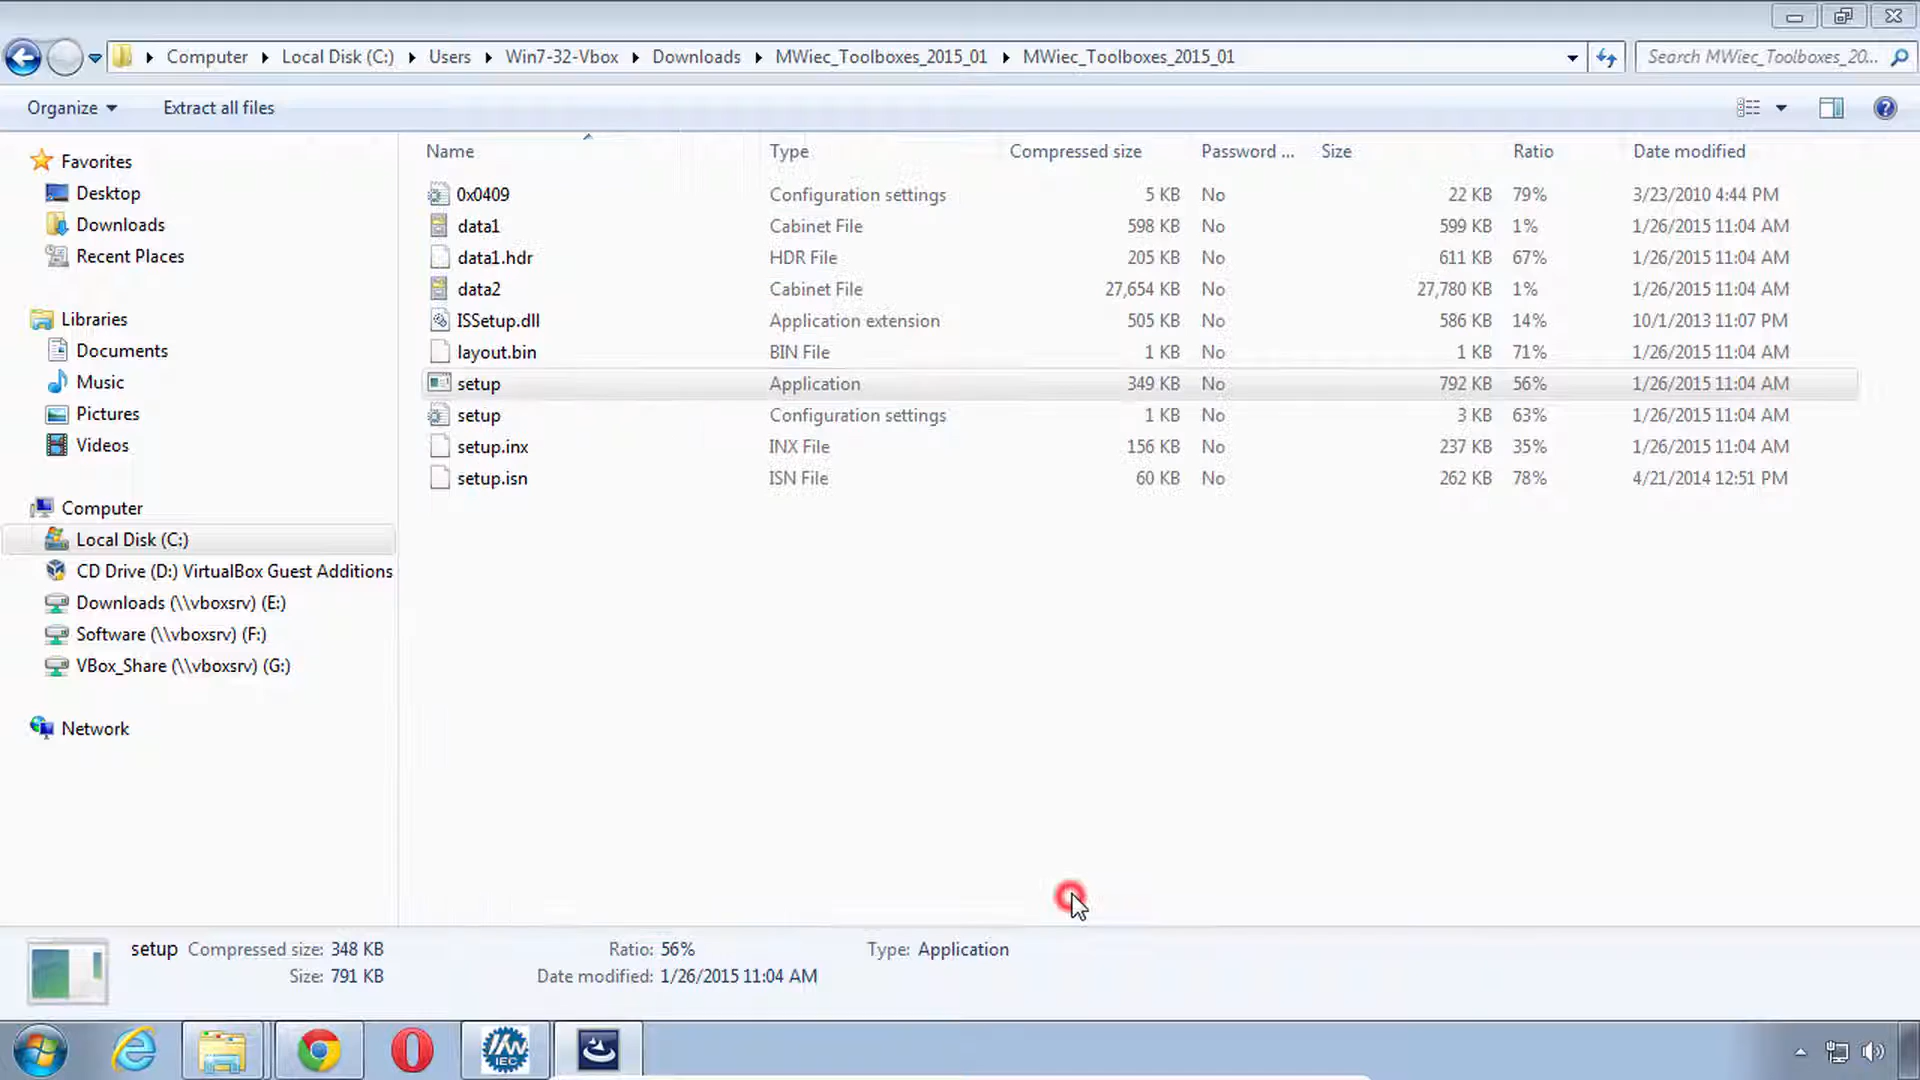 Computer Local Disk (C:) Users Win7-32-Vbox Downloads MWiec_Toolboxes_2015_01 MWiec_Toolboxes_2015_01 Search MWiec_Toolboxes_20...
Organize Extract all files
Name Type Compressed size Password ... Size Ratio Date modified
0x0409 Configuration settings 5 KB No 22 KB 79% 3/23/2010 4:44 PM
data1 Cabinet File 598 KB No 599 KB 1% 1/26/2015 11:04 AM
data1.hdr HDR File 205 KB No 611 KB 67% 1/26/2015 11:04 AM
data2 Cabinet File 27,654 KB No 27,780 KB 1% 1/26/2015 11:04 AM
ISSetup.dll Application extension 505 KB No 586 KB 14% 10/1/2013 11:07 PM
layout.bin BIN File 1 KB No 1 KB 71% 1/26/2015 11:04 AM
setup Application 349 KB No 792 KB 56% 1/26/2015 11:04 AM
setup Configuration settings 1 KB No 3 KB 63% 1/26/2015 11:04 AM
setup.inx INX File 156 KB No 237 KB 35% 1/26/2015 11:04 AM
setup.isn ISN File 60 KB No 262 KB 78% 4/21/2014 12:51 PM
Favorites
Desktop
Downloads
Recent Places
Libraries
Documents
Music
Pictures
Videos
Computer
Local Disk (C:)
CD Drive (D:) VirtualBox Guest Additions
Downloads (\\vboxsrv) (E:)
Software (\\vboxsrv) (F:)
VBox_Share (\\vboxsrv) (G:)
Network
setup Compressed size: 348 KB Ratio: 56% Type: Application
Size: 791 KB Date modified: 1/26/2015 11:04 AM
IEC